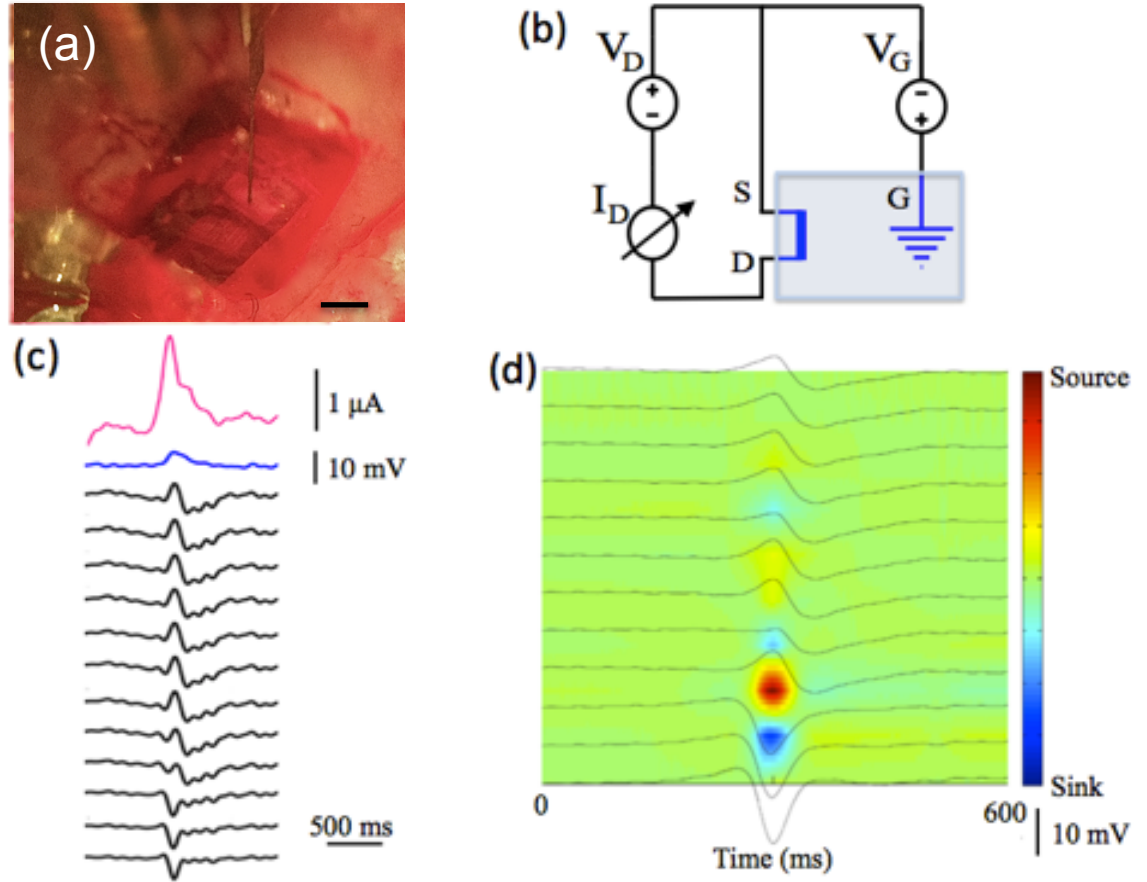 (a)
(b)
V_D
+
-
I_D
S
D
V_G
-
+
G
(c)
1 μA
10 mV
500 ms
(d)
Source
Sink
0
600
Time (ms)
10 mV